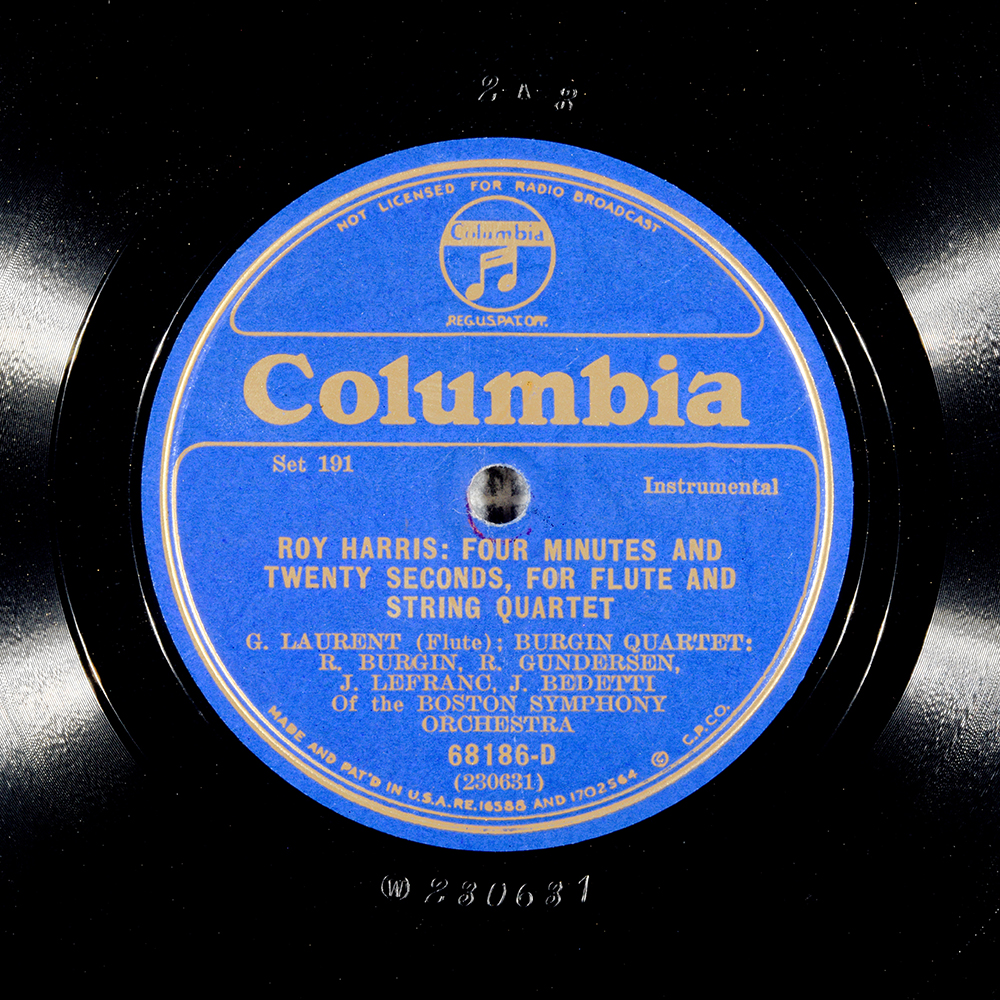 2 A 8
NOT LICENSED FOR RADIO BROADCAST
Columbia
REG.U.S.PAT.OFF.
Columbia
Set 191
Instrumental
ROY HARRIS: FOUR MINUTES AND
TWENTY SECONDS, FOR FLUTE AND
STRING QUARTET
G. LAURENT (Flute); BURGIN QUARTET:
R. BURGIN, R. GUNDERSEN,
J. LEFRANC, J. BEDETTI
Of the BOSTON SYMPHONY
ORCHESTRA
68186-D
(230631)
MADE AND PAT'D IN U.S.A. RE.16588 AND 1702564 © C.P.CO.
(W) 230631